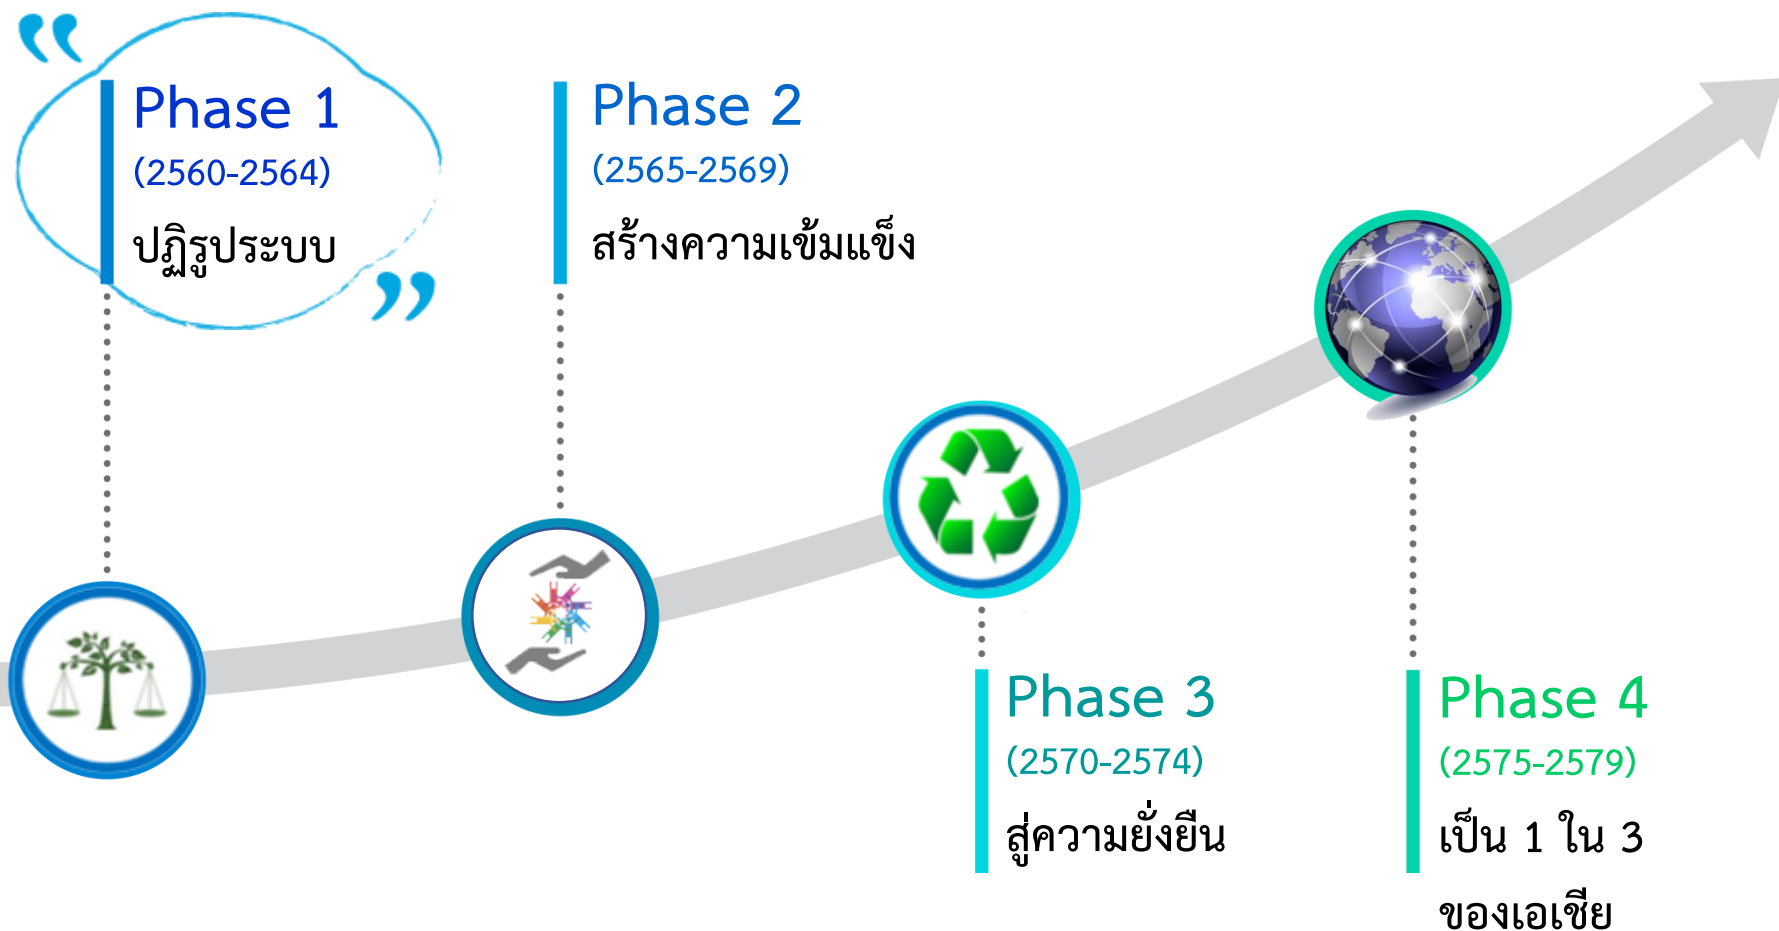 Phase 1
(2560-2564)
ปฏิรูประบบ
Phase 2
(2565-2569)
สร้างความเข้มแข็ง
Phase 3
(2570-2574)
สู่ความยั่งยืน
Phase 4
(2575-2579)
เป็น 1 ใน 3
ของเอเชีย